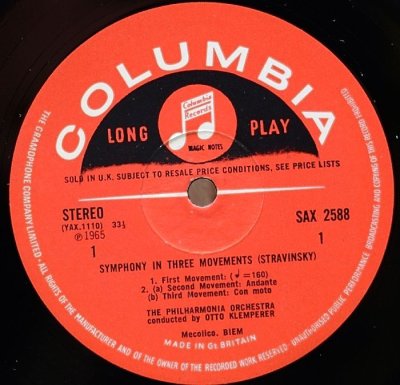 COLUMBIA
Columbia
Records
LONG PLAY
MAGIC NOTES
SOLD IN U.K. SUBJECT TO RESALE PRICE CONDITIONS, SEE PRICE LISTS
STEREO
(YAX.1110) 33⅓
SAX 2588
℗ 1965
1 1
SYMPHONY IN THREE MOVEMENTS (STRAVINSKY)
1. First Movement: (♩=160)
2. (a) Second Movement: Andante
(b) Third Movement: Con moto
THE PHILHARMONIA ORCHESTRA
conducted by OTTO KLEMPERER
Mecolico. BIEM
MADE IN Gt BRITAIN
THE GRAMOPHONE COMPANY LIMITED · ALL RIGHTS OF THE MANUFACTURER AND OF THE OWNER OF THE RECORDED WORK RESERVED · UNAUTHORISED PUBLIC PERFORMANCE BROADCASTING AND COPYING OF THIS RECORD PROHIBITED